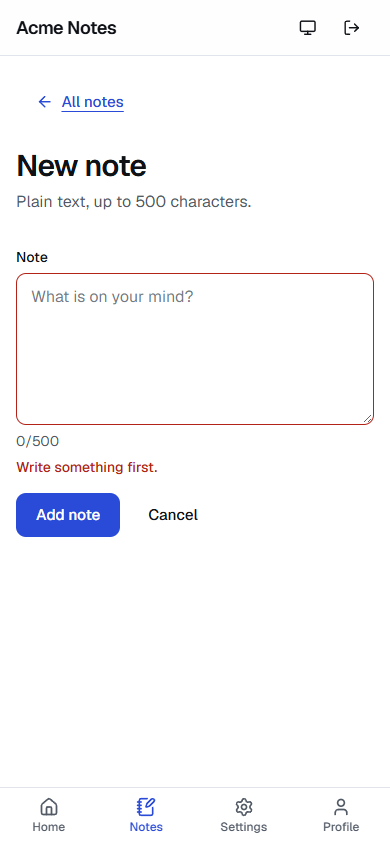 Acme Notes
All notes
New note
Plain text, up to 500 characters.
Note
What is on your mind?
0/500
Write something first.
Add note Cancel
Home Notes Settings Profile